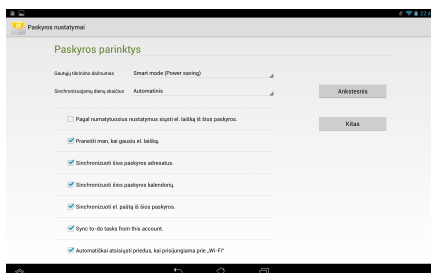 22:4
Paskyros nustatymai
Paskyros parinktys
Gautųjų tikrinimo dažnumas Smart mode (Power saving)
Sinchronizuojamų dienų skaičius Automatinis
Ankstesnis
Pagal numatytuosius nustatymus siųsti el. laišką iš šios paskyros.
Kitas
Pranešti man, kai gausiu el. laišką.
Sinchronizuoti šios paskyros adresatus.
Sinchronizuoti šios paskyros kalendorių.
Sinchronizuoti el. paštą iš šios paskyros.
Sync to-do tasks from this account.
Automatiškai atsisiųsti priedus, kai prisijungiama prie „Wi-Fi“